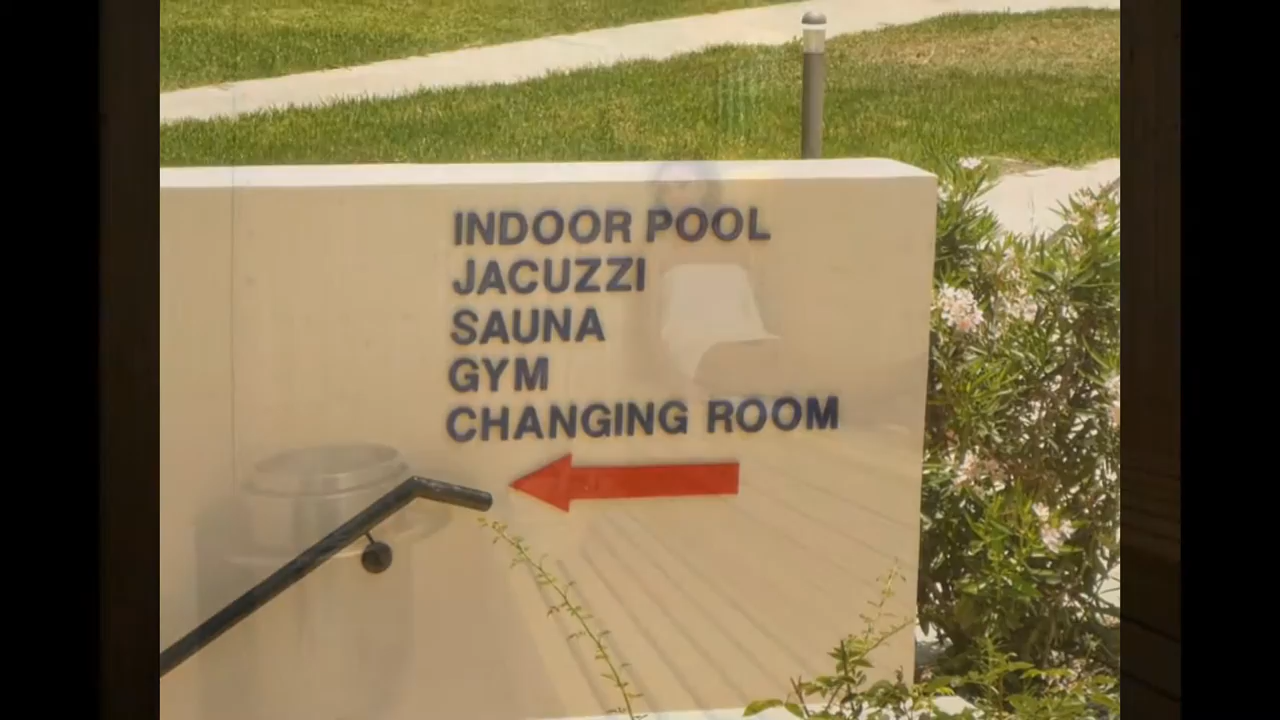 INDOOR POOL
JACUZZI
SAUNA
GYM
CHANGING ROOM